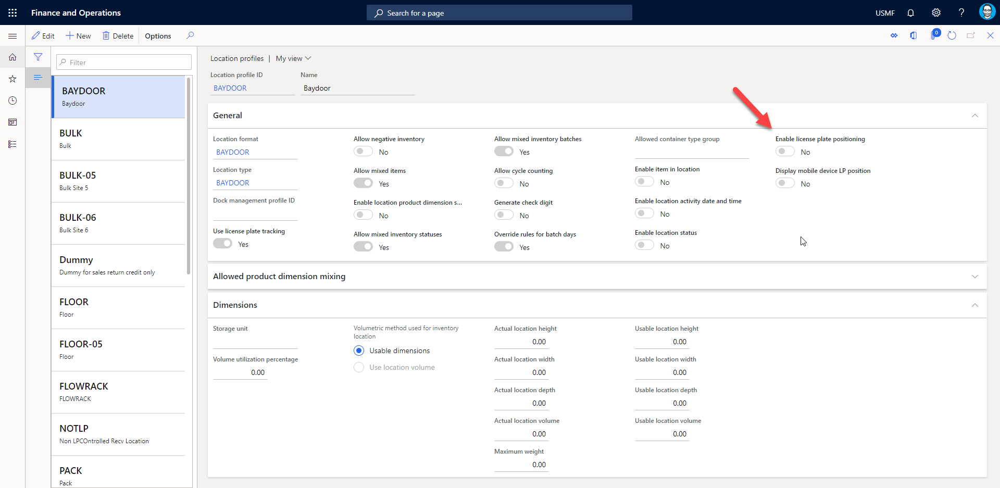 Finance and Operations
Search for a page
USMF
Edit
New
Delete
Options
0
Filter
BAYDOOR
Baydoor
BULK
Bulk
BULK-05
Bulk Site 5
BULK-06
Bulk Site 6
Dummy
Dummy for sales return credit only
FLOOR
Floor
FLOOR-05
Floor
FLOWRACK
FLOWRACK
NOTLP
Non LPCOntrolled Recv Location
PACK
Pack
Location profiles | My view
Location profile ID
BAYDOOR
Name
Baydoor
General
Location format
BAYDOOR
Location type
BAYDOOR
Dock management profile ID
Use license plate tracking
Yes
Allow negative inventory
No
Allow mixed items
Yes
Enable location product dimension s...
No
Allow mixed inventory statuses
Yes
Allow mixed inventory batches
Yes
Allow cycle counting
No
Generate check digit
No
Override rules for batch days
Yes
Allowed container type group
Enable item in location
No
Enable location activity date and time
No
Enable location status
No
Enable license plate positioning
No
Display mobile device LP position
No
Allowed product dimension mixing
Dimensions
Storage unit
Volume utilization percentage
0.00
Volumetric method used for inventory
location
Usable dimensions
Use location volume
Actual location height
0.00
Actual location width
0.00
Actual location depth
0.00
Actual location volume
0.00
Maximum weight
0.00
Usable location height
0.00
Usable location width
0.00
Usable location depth
0.00
Usable location volume
0.00